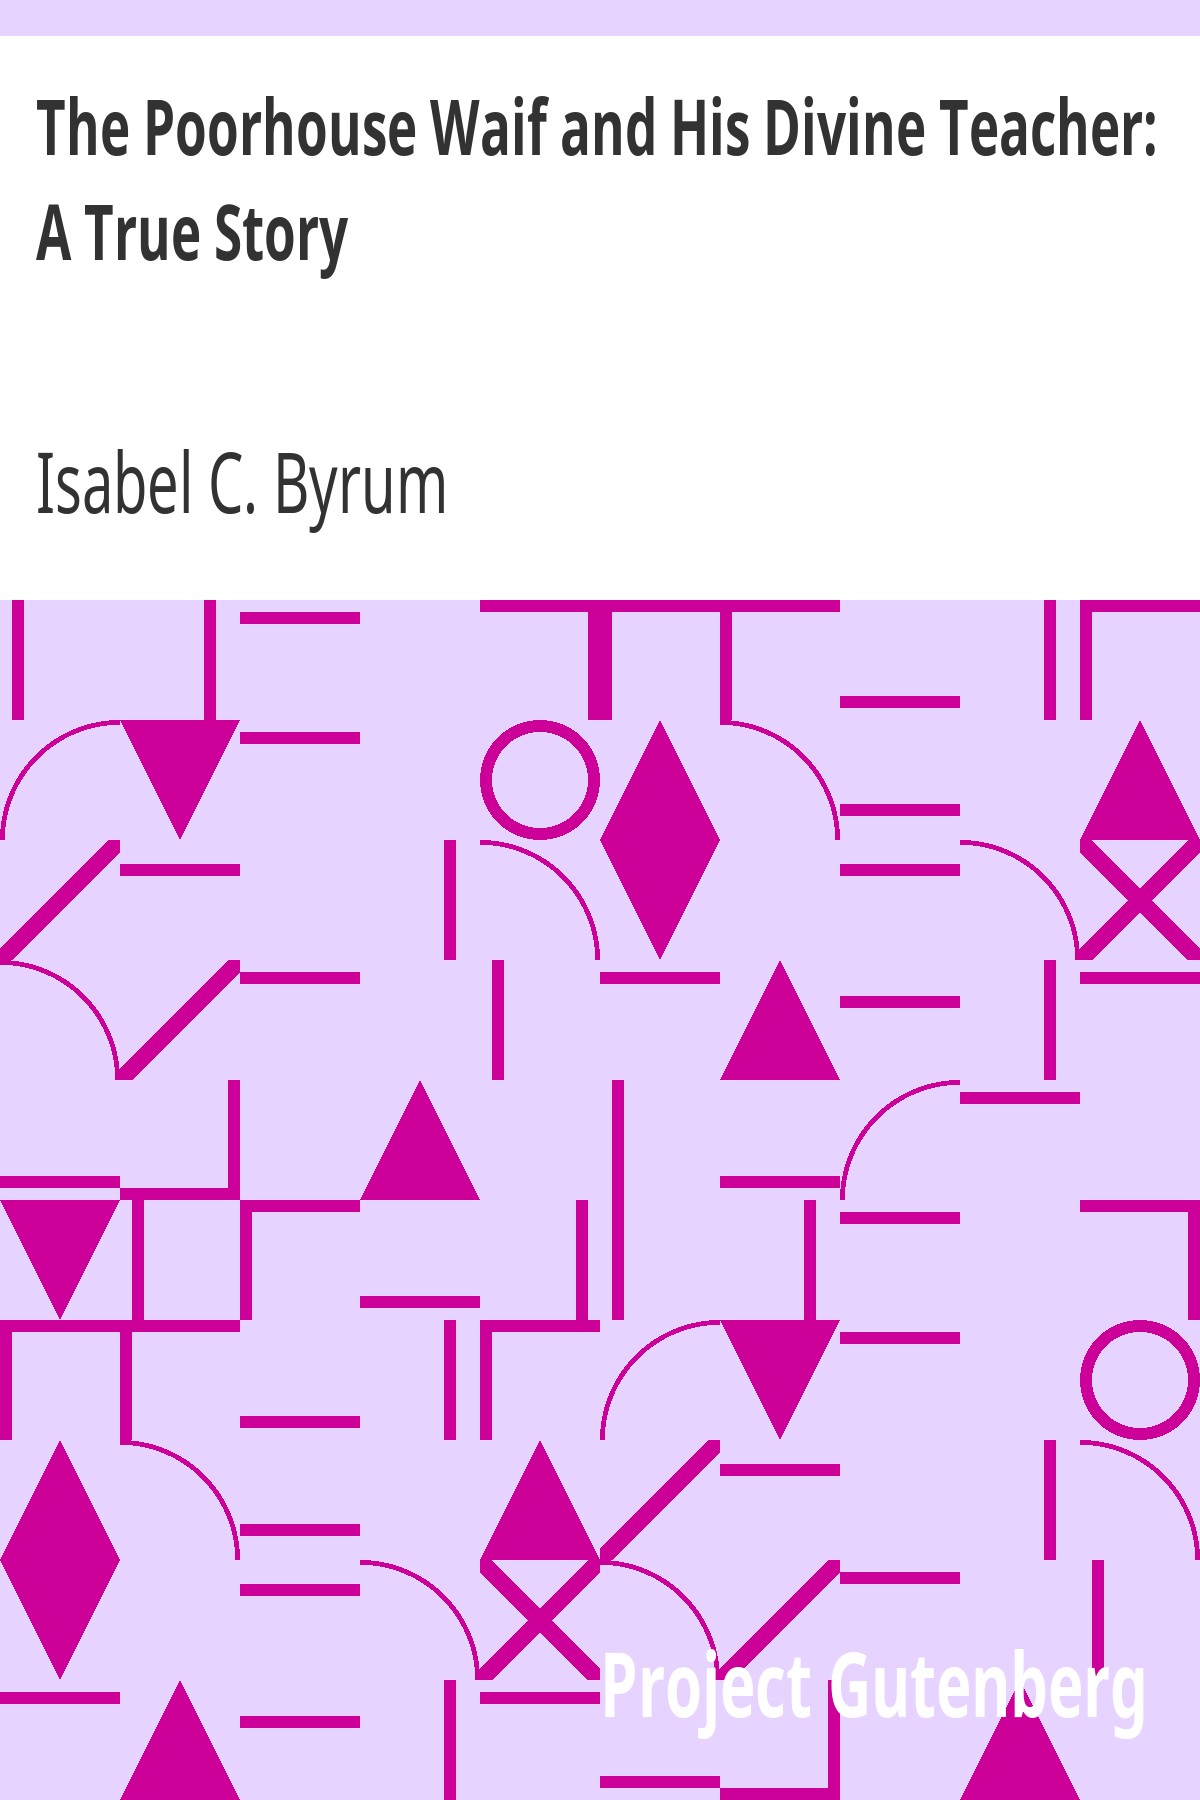 The Poorhouse Waif and His Divine Teacher:
A True Story
Isabel C. Byrum
Project Gutenberg